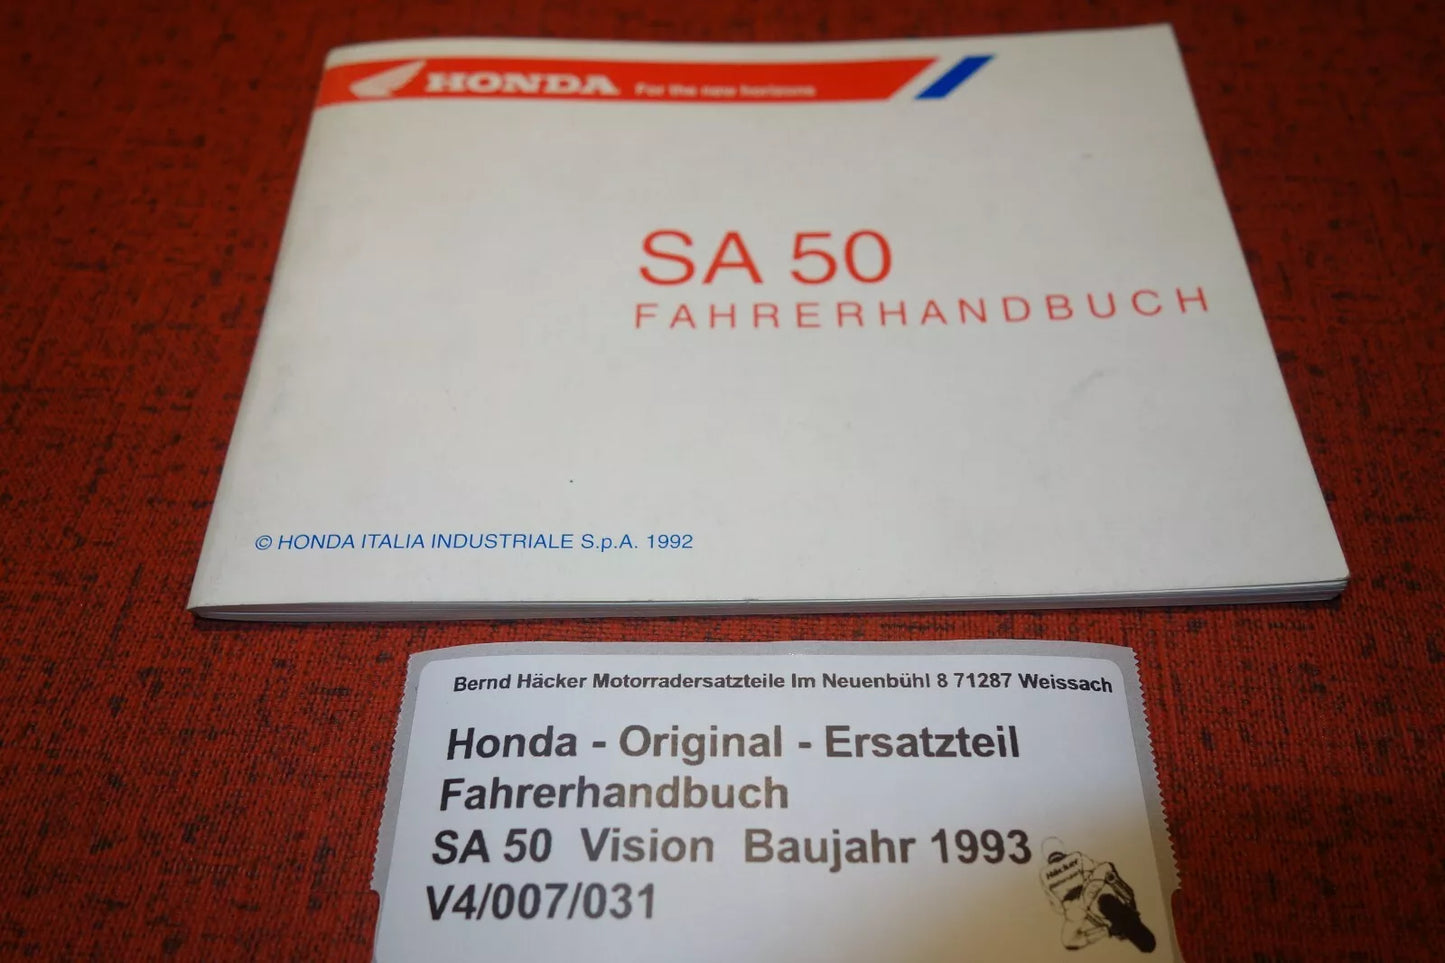 HONDA For the new horizons
SA 50
FAHRERHANDBUCH
© HONDA ITALIA INDUSTRIALE S.p.A. 1992
Bernd Häcker Motorradersatzteile Im Neuenbühl 8 71287 Weissach
Honda - Original - Ersatzteil
Fahrerhandbuch
SA 50 Vision Baujahr 1993
V4/007/031
Häcker